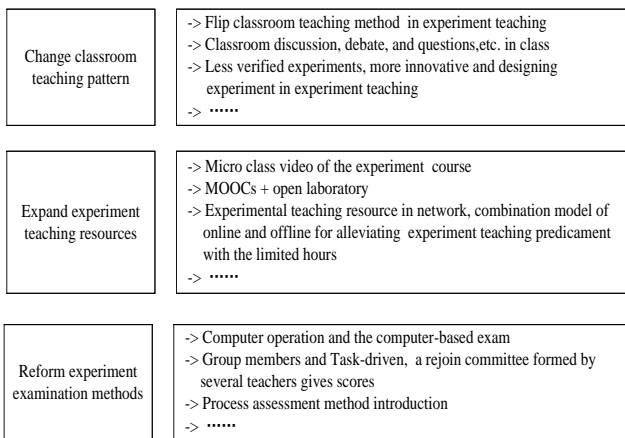 Change classroom
teaching pattern
-> Flip classroom teaching method in experiment teaching
-> Classroom discussion, debate, and questions,etc. in class
-> Less verified experiments, more innovative and designing
experiment in experiment teaching
-> ······
Expand experiment
teaching resources
-> Micro class video of the experiment course
-> MOOCs + open laboratory
-> Experimental teaching resource in network, combination model of
online and offline for alleviating experiment teaching predicament
with the limited hours
-> ······
Reform experiment
examination methods
-> Computer operation and the computer-based exam
-> Group members and Task-driven, a rejoin committee formed by
several teachers gives scores
-> Process assessment method introduction
-> ······